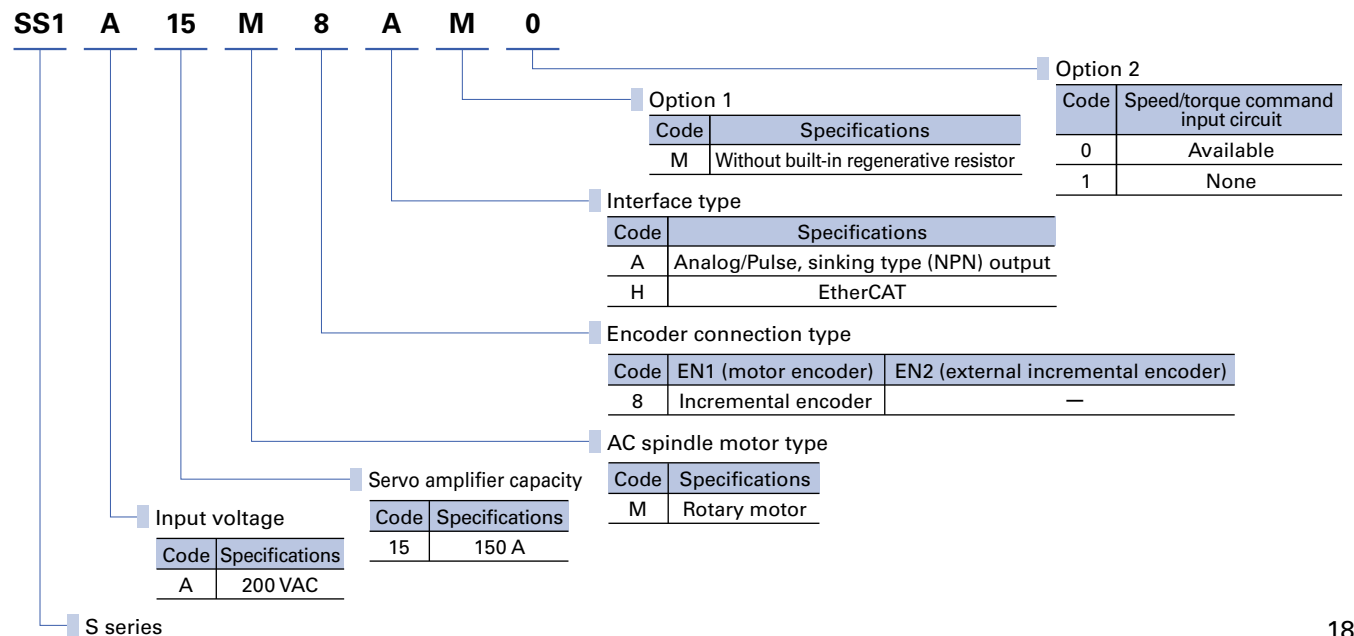 SS1 A 15 M 8 A M 0
Option 2
Code Speed/torque command input circuit
0 Available
1 None
Option 1
Code Specifications
M Without built-in regenerative resistor
Interface type
Code Specifications
A Analog/Pulse, sinking type (NPN) output
H EtherCAT
Encoder connection type
Code EN1 (motor encoder) EN2 (external incremental encoder)
8 Incremental encoder —
AC spindle motor type
Code Specifications
M Rotary motor
Servo amplifier capacity
Code Specifications
15 150 A
Input voltage
Code Specifications
A 200 VAC
S series
18